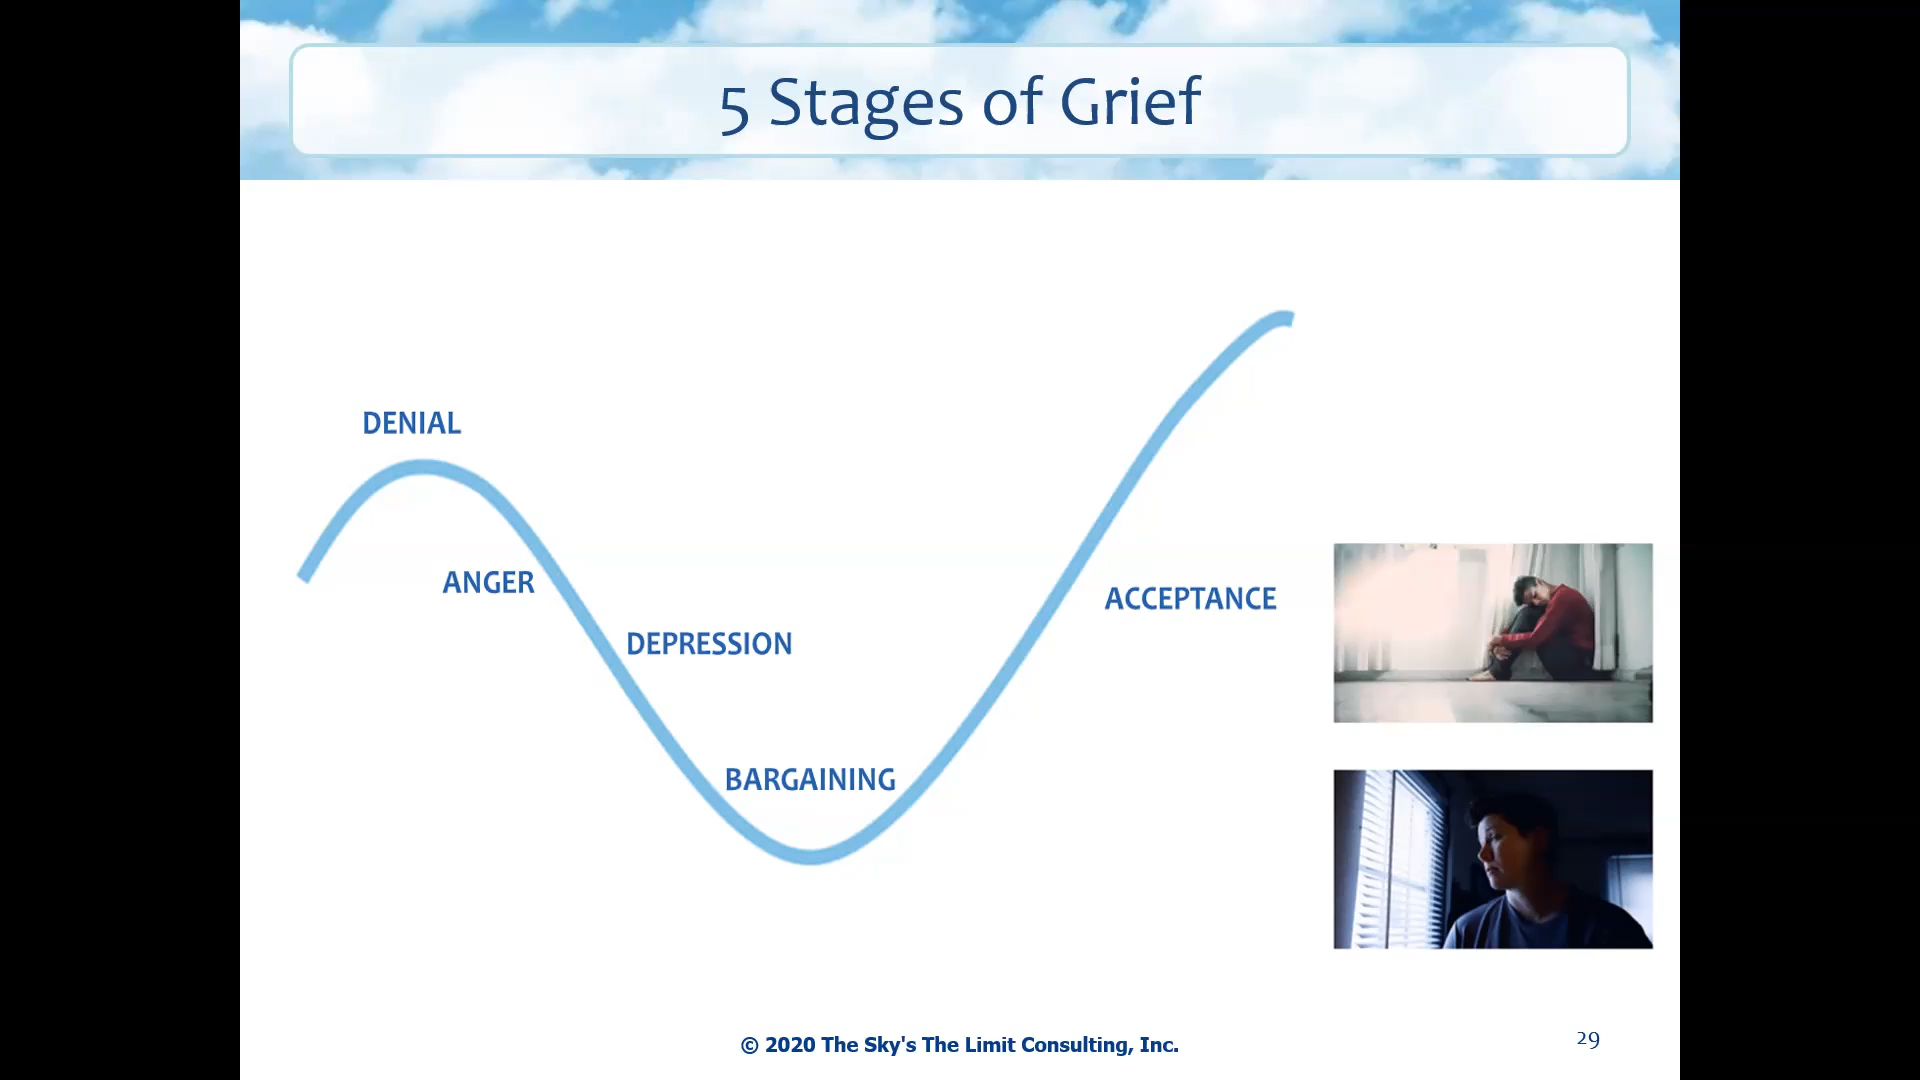 5 Stages of Grief
DENIAL
ANGER
DEPRESSION
BARGAINING
ACCEPTANCE
© 2020 The Sky's The Limit Consulting, Inc.
29